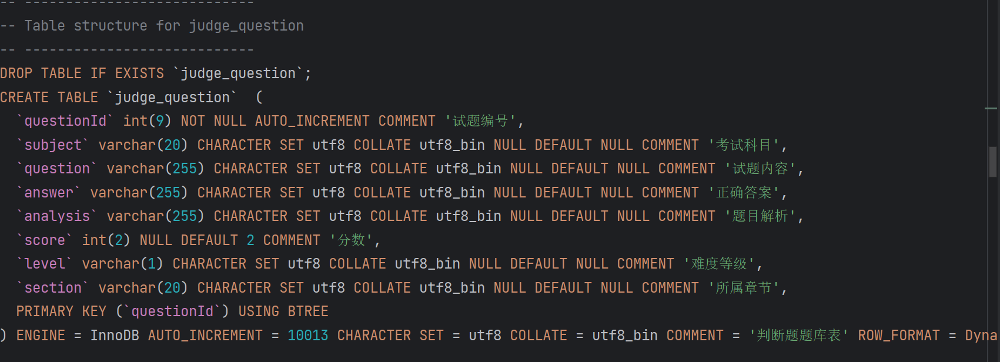 -- ----------------------------
-- Table structure for judge_question
-- ----------------------------
DROP TABLE IF EXISTS `judge_question`;
CREATE TABLE `judge_question`  (
  `questionId` int(9) NOT NULL AUTO_INCREMENT COMMENT '试题编号',
  `subject` varchar(20) CHARACTER SET utf8 COLLATE utf8_bin NULL DEFAULT NULL COMMENT '考试科目',
  `question` varchar(255) CHARACTER SET utf8 COLLATE utf8_bin NULL DEFAULT NULL COMMENT '试题内容',
  `answer` varchar(255) CHARACTER SET utf8 COLLATE utf8_bin NULL DEFAULT NULL COMMENT '正确答案',
  `analysis` varchar(255) CHARACTER SET utf8 COLLATE utf8_bin NULL DEFAULT NULL COMMENT '题目解析',
  `score` int(2) NULL DEFAULT 2 COMMENT '分数',
  `level` varchar(1) CHARACTER SET utf8 COLLATE utf8_bin NULL DEFAULT NULL COMMENT '难度等级',
  `section` varchar(20) CHARACTER SET utf8 COLLATE utf8_bin NULL DEFAULT NULL COMMENT '所属章节',
  PRIMARY KEY (`questionId`) USING BTREE
) ENGINE = InnoDB AUTO_INCREMENT = 10013 CHARACTER SET = utf8 COLLATE = utf8_bin COMMENT = '判断题题库表' ROW_FORMAT = Dyna